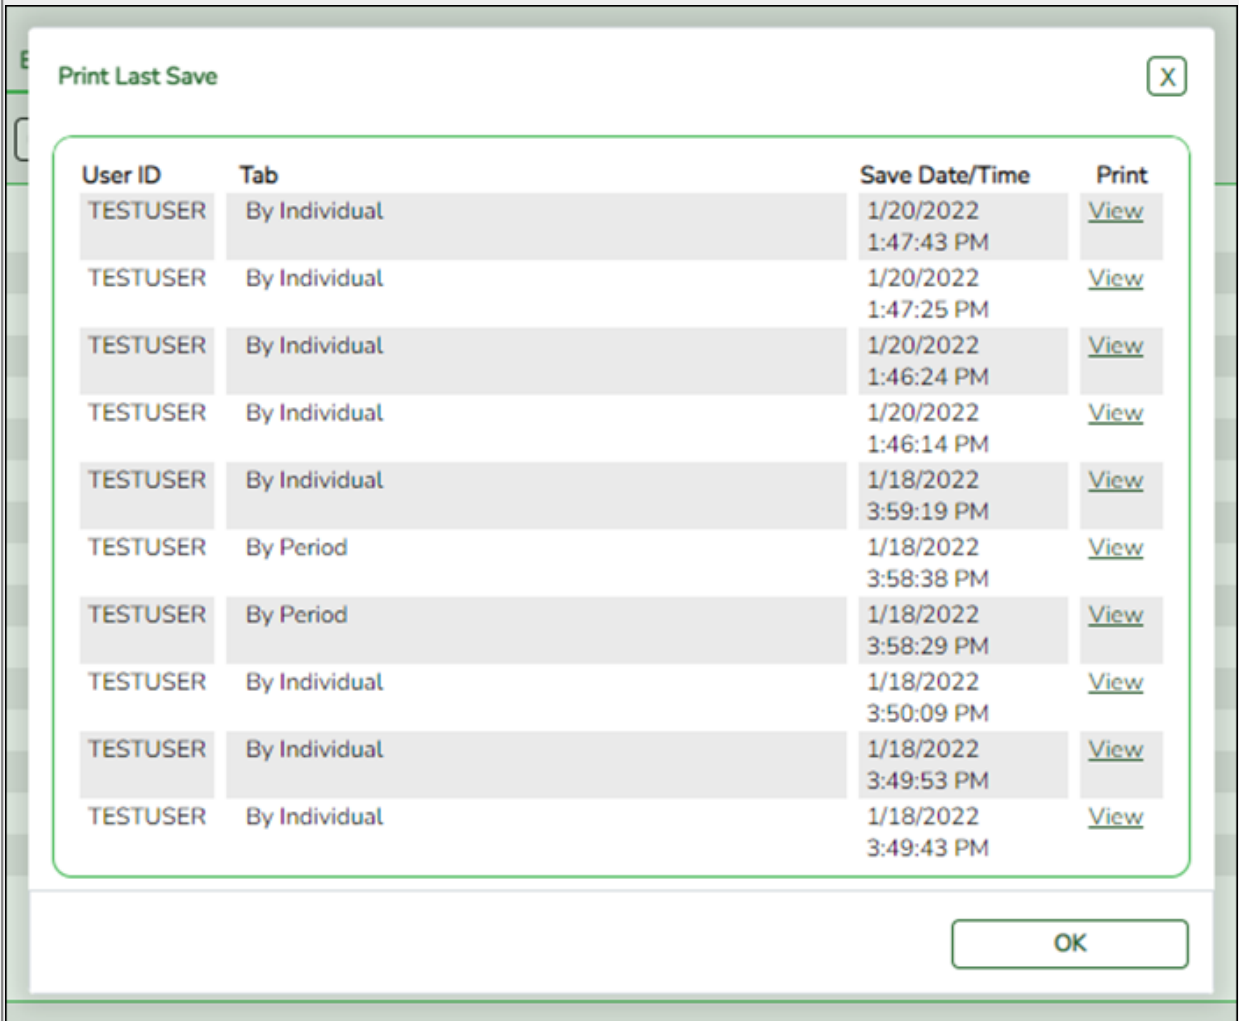 Print Last Save
X
User ID Tab Save Date/Time Print
TESTUSER By Individual 1/20/2022 View
1:47:43 PM
TESTUSER By Individual 1/20/2022 View
1:47:25 PM
TESTUSER By Individual 1/20/2022 View
1:46:24 PM
TESTUSER By Individual 1/20/2022 View
1:46:14 PM
TESTUSER By Individual 1/18/2022 View
3:59:19 PM
TESTUSER By Period 1/18/2022 View
3:58:38 PM
TESTUSER By Period 1/18/2022 View
3:58:29 PM
TESTUSER By Individual 1/18/2022 View
3:50:09 PM
TESTUSER By Individual 1/18/2022 View
3:49:53 PM
TESTUSER By Individual 1/18/2022 View
3:49:43 PM
OK